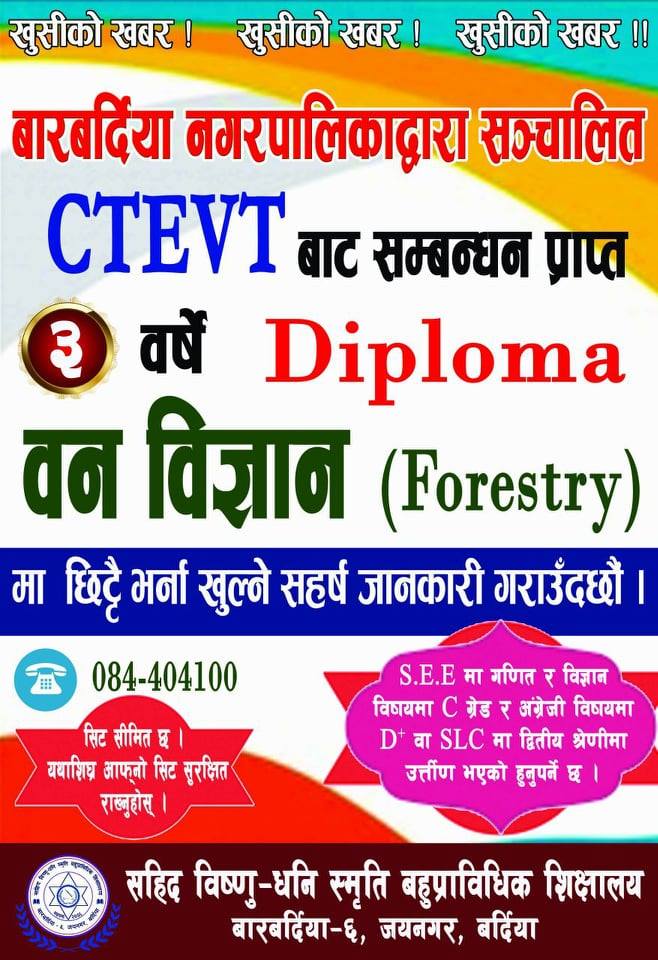 खुसीको खबर ! खुसीको खबर ! खुसीको खबर !!
बारबर्दिया नगरपालिकाद्वारा सञ्चालित
CTEVT बाट सम्बन्धन प्राप्त
३ वर्षे Diploma
वन विज्ञान (Forestry)
मा छिट्टै भर्ना खुल्ने सहर्ष जानकारी गराउँदछौं ।
084-404100
सिट सीमित छ ।
यथाशिघ्र आफ्नो सिट सुरक्षित
राख्नुहोस् ।
S.E.E मा गणित र विज्ञान
विषयमा C ग्रेड र अंग्रेजी विषयमा
D⁺ वा SLC मा द्वितीय श्रेणीमा
उर्त्तीण भएको हुनुपर्ने छ ।
सहिद विष्णु-धनि स्मृति बहुप्राविधिक शिक्षालय
बारबर्दिया-६, जयनगर, बर्दिया